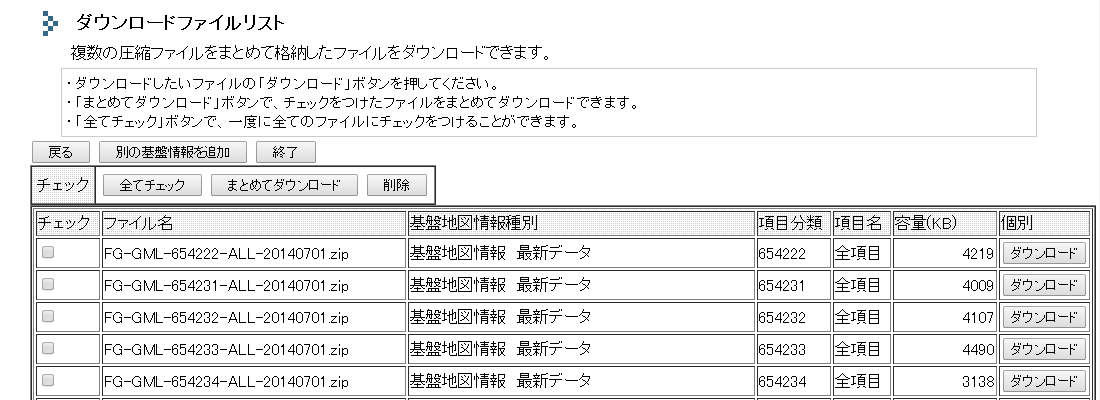 ダウンロードファイルリスト
複数の圧縮ファイルをまとめて格納したファイルをダウンロードできます。
・ダウンロードしたいファイルの「ダウンロード」ボタンを押してください。
・「まとめてダウンロード」ボタンで、チェックをつけたファイルをまとめてダウンロードできます。
・「全てチェック」ボタンで、一度に全てのファイルにチェックをつけることができます。
戻る 別の基盤情報を追加 終了
チェック 全てチェック まとめてダウンロード 削除
チェック ファイル名 基盤地図情報種別 項目分類 項目名 容量(KB) 個別
FG-GML-654222-ALL-20140701.zip 基盤地図情報 最新データ 654222 全項目 4219 ダウンロード
FG-GML-654231-ALL-20140701.zip 基盤地図情報 最新データ 654231 全項目 4009 ダウンロード
FG-GML-654232-ALL-20140701.zip 基盤地図情報 最新データ 654232 全項目 4107 ダウンロード
FG-GML-654233-ALL-20140701.zip 基盤地図情報 最新データ 654233 全項目 4490 ダウンロード
FG-GML-654234-ALL-20140701.zip 基盤地図情報 最新データ 654234 全項目 3138 ダウンロード